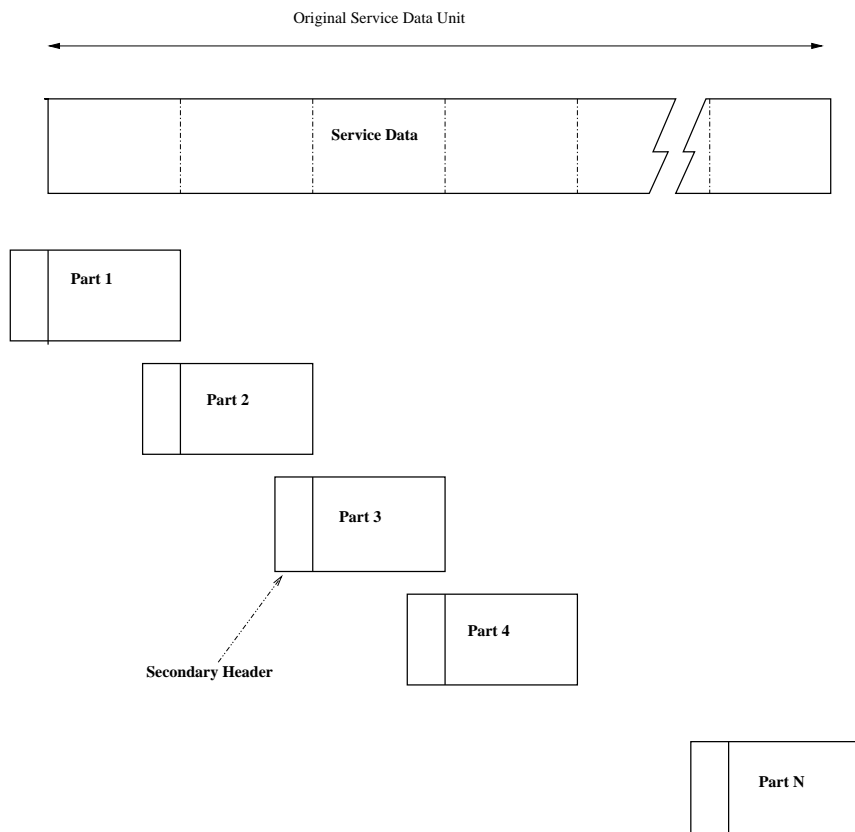 Original Service Data Unit
Service Data
Part 1
Part 2
Part 3
Part 4
Secondary Header
Part N